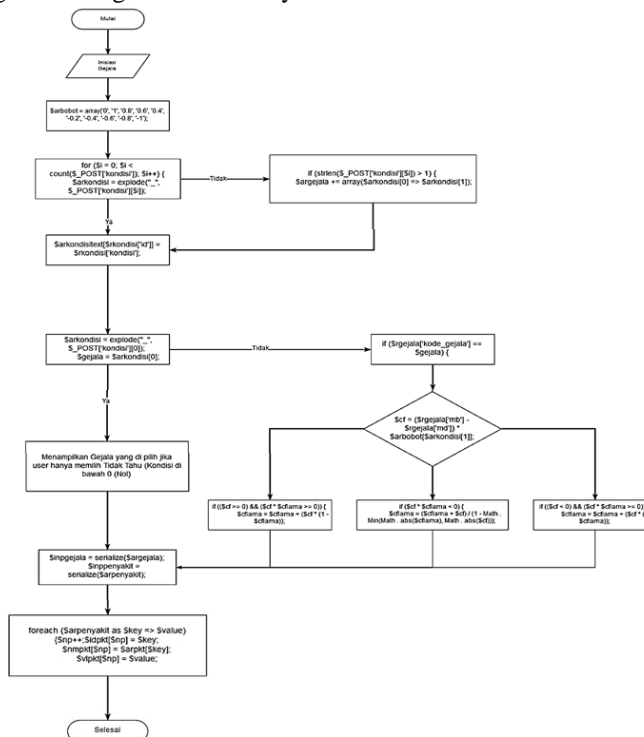 Mulai
Inisiasi
Gejala
$arbobot = array('0', '1', '0.8', '0.6', '0.4',
'-0.2', '-0.4', '-0.6', '-0.8', '-1');
for ($i = 0; $i <
count($_POST['kondisi']); $i++) {
$arkondisi = explode("_",
$_POST['kondisi'][$i]);
Tidak
if (strlen($_POST['kondisi'][$i]) > 1) {
$argejala += array($arkondisi[0] => $arkondisi[1]);
Ya
$arkondisitext[$rkondisi['id']] =
$rkondisi['kondisi'];
$arkondisi = explode("_",
$_POST['kondisi'][0]);
$gejala = $arkondisi[0];
Tidak
if ($rgejala['kode_gejala'] ==
$gejala) {
Ya
$cf = ($rgejala['mb'] -
$rgejala['md']) *
$arbobot[$arkondisi[1]];
Menampilkan Gejala yang di pilih jika
user hanya memilih Tidak Tahu (Kondisi di
bawah 0 (Nol)
if (($cf >= 0) && ($cf * $cflama >= 0)) {
$cflama = $cflama + ($cf * (1 -
$cflama));
if ($cf * $cflama < 0) {
$cflama = ($cflama + $cf) / (1 - Math .
Min(Math . abs($cflama), Math . abs($cf)));
if (($cf < 0) && ($cf * $cflama >= 0))
$cflama = $cflama + ($cf *
$cflama));
$inpgejala = serialize($argejala);
$inppenyakit =
serialize($arpenyakit);
foreach ($arpenyakit as $key => $value)
{$np++;$idpkt[$np] = $key;
$nmpkt[$np] = $arpkt[$key];
$vlpkt[$np] = $value;
Selesai